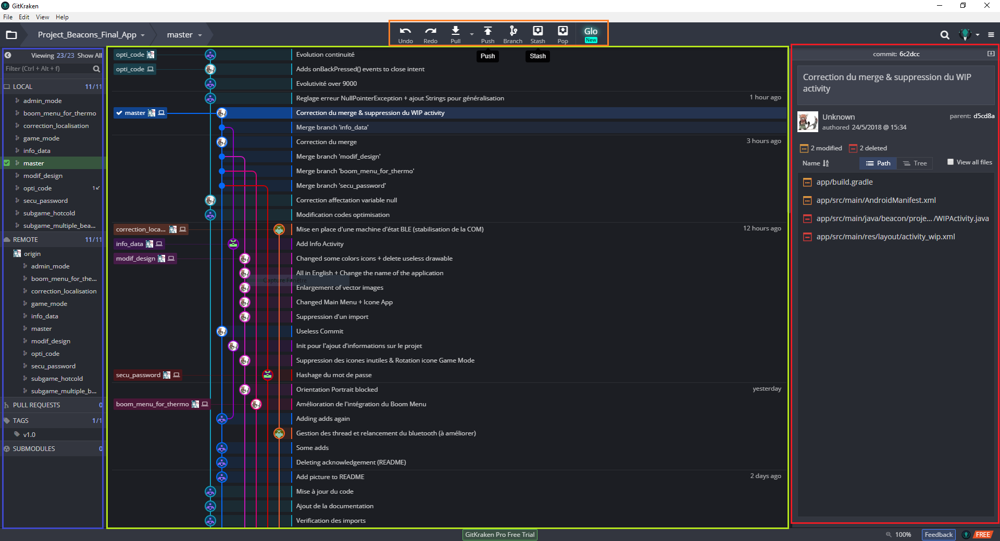 GitKraken
File Edit View Help
Project_Beacons_Final_App master
Undo Redo Pull Push Branch Stash Pop Glo
New
Push Stash
Viewing 23/23 Show All
Filter (Ctrl + Alt + f)
LOCAL 11/11
admin_mode
boom_menu_for_thermo
correction_localisation
game_mode
info_data
master
modif_design
opti_code 1
secu_password
subgame_hotcold
subgame_multiple_bea...
REMOTE 11/11
origin
admin_mode
boom_menu_for_the...
correction_localisation
game_mode
info_data
master
modif_design
opti_code
secu_password
subgame_hotcold
subgame_multiple_b...
PULL REQUESTS 0
TAGS 1/1
v1.0
SUBMODULES 0
opti_code Evolution continuité
opti_code Adds onBackPressed() events to close intent
Evolutivité over 9000
Reglage erreur NullPointerException + ajout Strings pour généralisation 1 hour ago
master Correction du merge & suppression du WIP activity
Merge branch 'info_data'
Correction du merge 3 hours ago
Merge branch 'modif_design'
Merge branch 'boom_menu_for_thermo'
Merge branch 'secu_password'
Correction affectation variable null
Modification codes optimisation
correction_loca... Mise en place d'une machine d'état BLE (stabilisation de la COM) 12 hours ago
info_data Add Info Activity
modif_design Changed some colors icons + delete useless drawable
All in English + Change the name of the application
Capture Fenêtre
Enlargement of vector images
Changed Main Menu + Icone App
Suppression d'un import
Useless Commit
Init pour l'ajout d'informations sur le projet
Suppression des icones inutiles & Rotation icone Game Mode
secu_password Hashage du mot de passe
Orientation Portrait blocked yesterday
boom_menu_for_thermo Amélioration de l'intégration du Boom Menu
Adding adds again
Gestion des thread et relancement du bluetooth (à améliorer)
Some adds
Deleting acknowledgement (README)
Add picture to README 2 days ago
Mise à jour du code
Ajout de la documentation
Verification des imports
commit: 6c2dcc
Correction du merge & suppression du WIP
activity
Unknown parent: d5cd8a
authored 24/5/2018 @ 15:34
2 modified 2 deleted
Name Path Tree View all files
app/build.gradle
app/src/main/AndroidManifest.xml
app/src/main/java/beacon/proje.../WIPActivity.java
app/src/main/res/layout/activity_wip.xml
GitKraken Pro Free Trial 100% Feedback FREE